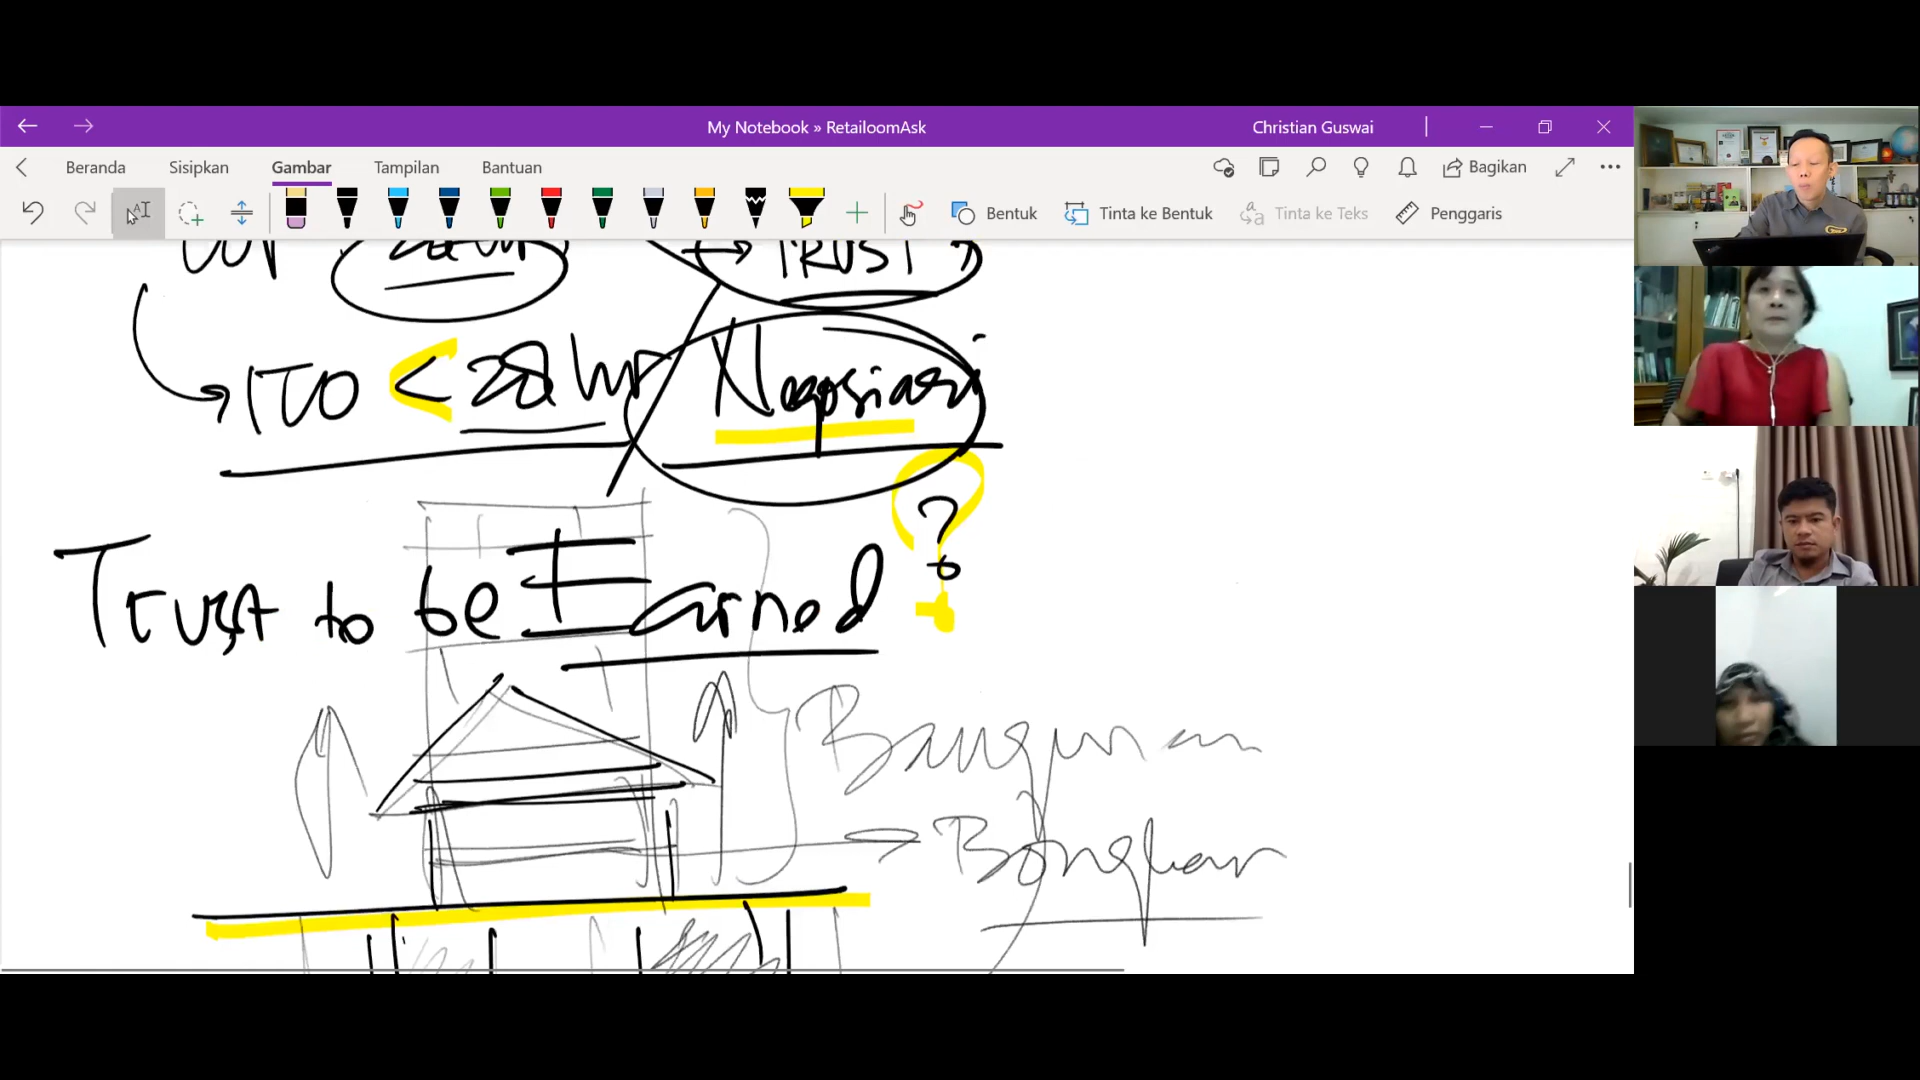 My Notebook » RetailoomAsk
Christian Guswai
Beranda Sisipkan Gambar Tampilan Bantuan
Bagikan
Bentuk Tinta ke Bentuk Tinta ke Teks Penggaris
TRUST
ITO < 28 hr Negosiasi
Trust to be Earned ?
Bangunan
Bongkar